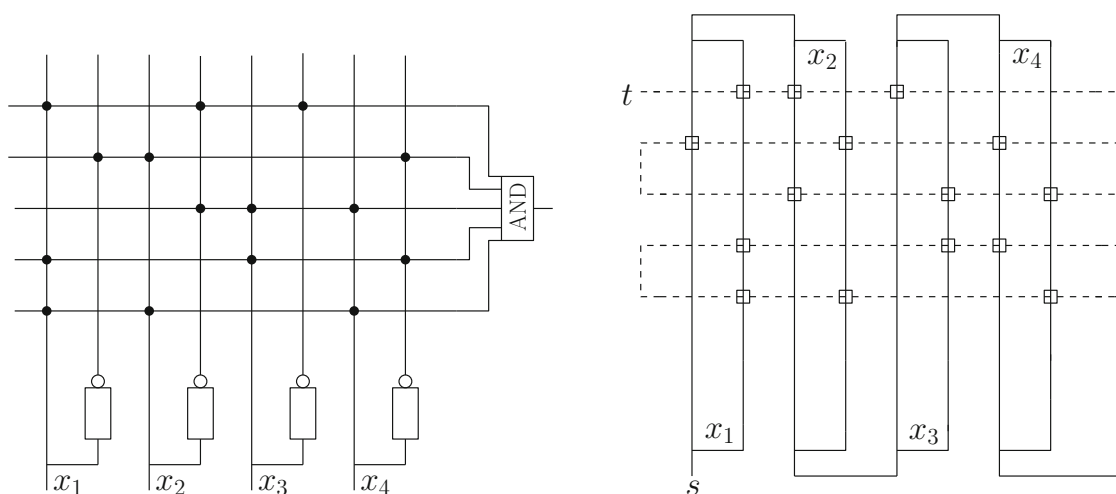 AND
x₁ x₂ x₃ x₄
x₂ x₄
t
x₁ x₃
s